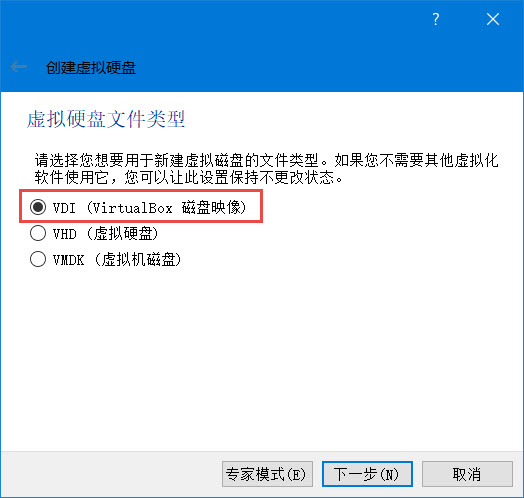 ?
创建虚拟硬盘
虚拟硬盘文件类型
请选择您想要用于新建虚拟磁盘的文件类型。如果您不需要其他虚拟化
软件使用它，您可以让此设置保持不更改状态。
VDI (VirtualBox 磁盘映像)
VHD (虚拟硬盘)
VMDK (虚拟机磁盘)
专家模式(E) 下一步(N) 取消